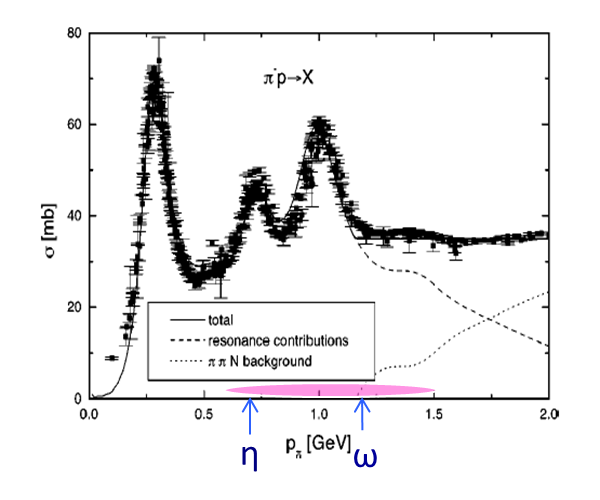 80
π⁻p→X
60
σ [mb]
40
20
total
resonance contributions
π π N background
0
0.0 0.5 1.0 1.5 2.0
η p_π [GeV] ω